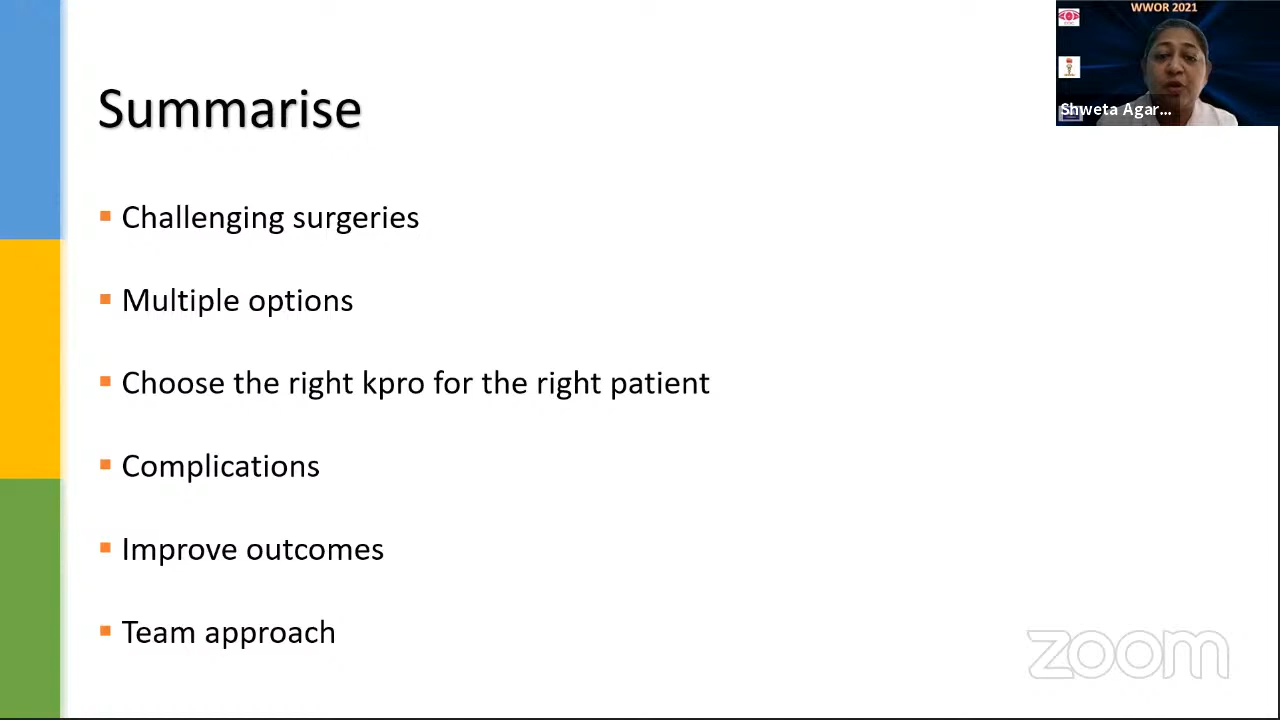 WWOR 2021
Shweta Agar...
Summarise
Challenging surgeries
Multiple options
Choose the right kpro for the right patient
Complications
Improve outcomes
Team approach
zoom